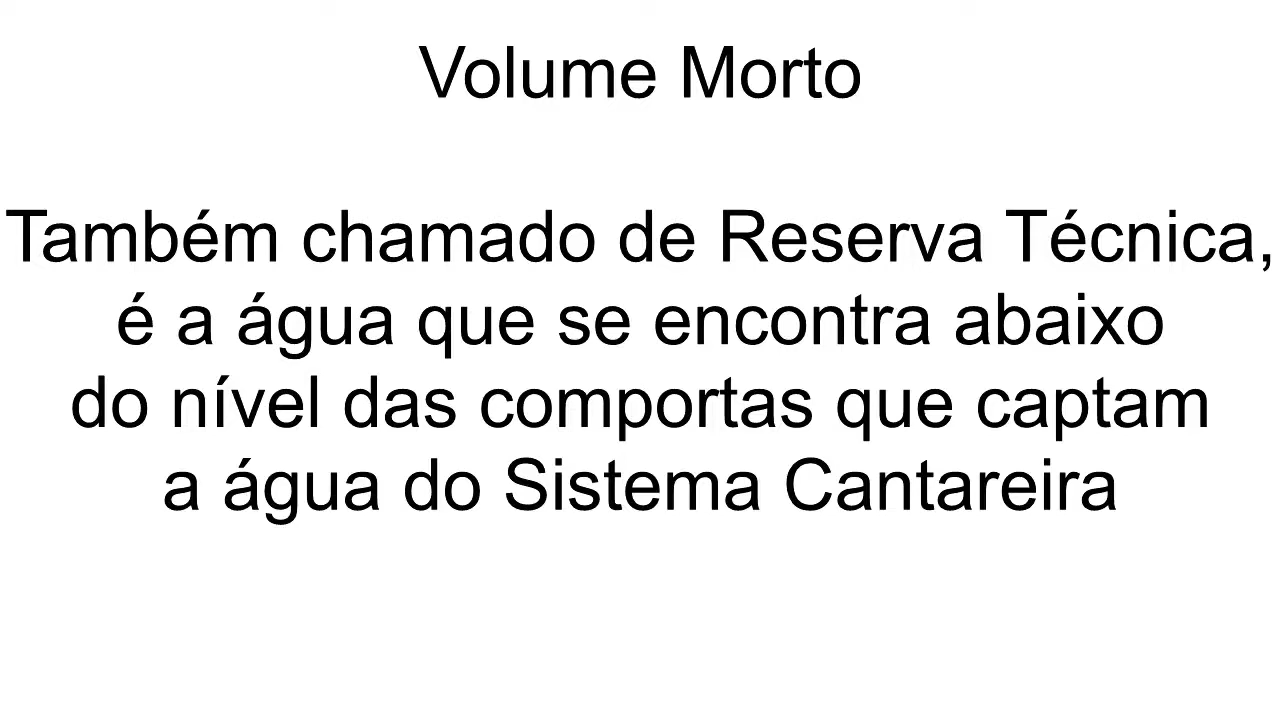 Volume Morto
Também chamado de Reserva Técnica,
é a água que se encontra abaixo
do nível das comportas que captam
a água do Sistema Cantareira